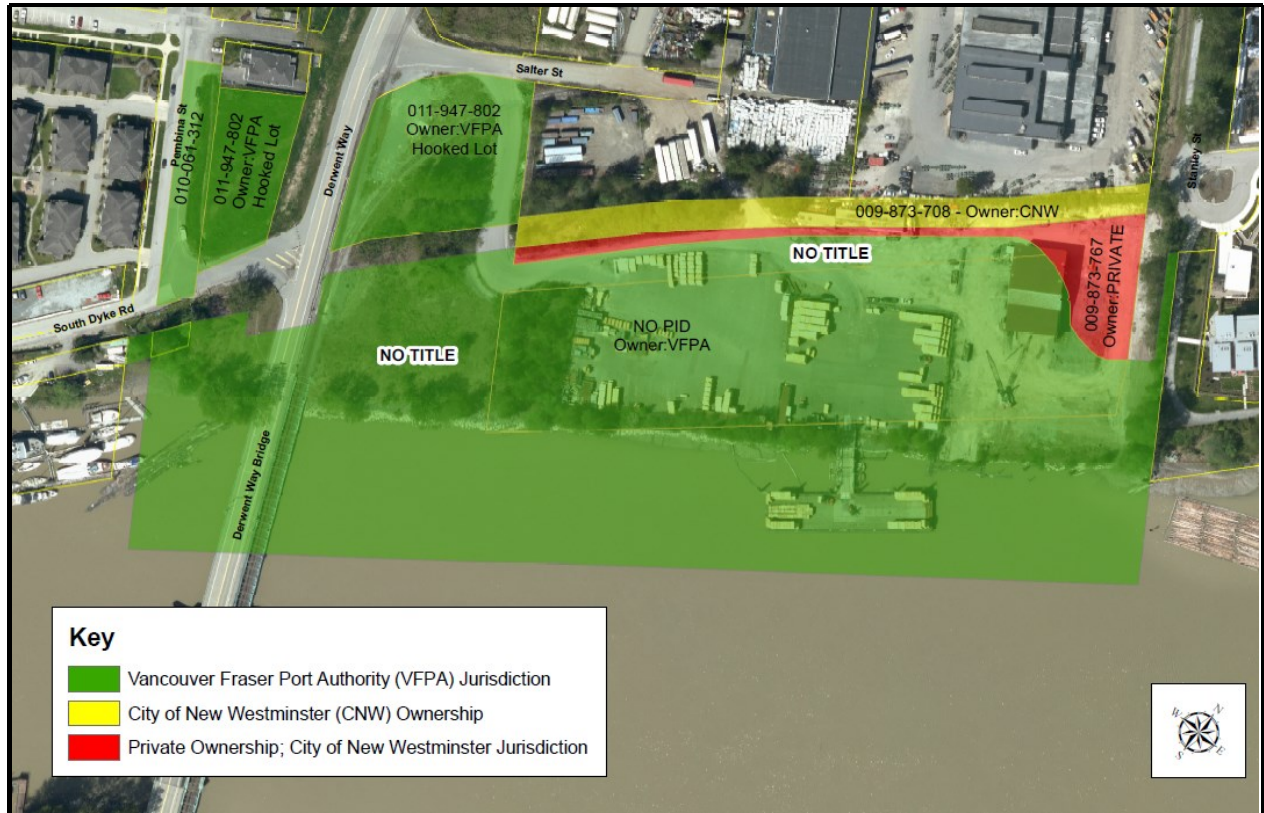 Salter St
Pembina St
010-061-312
011-947-802
Owner:VFPA
Hooked Lot
Derwent Way
011-947-802
Owner:VFPA
Hooked Lot
Stanley St
009-873-708 - Owner:CNW
NO TITLE
009-873-767
Owner:PRIVATE
South Dyke Rd
NO TITLE
NO PID
Owner:VFPA
Derwent Way Bridge
Key
Vancouver Fraser Port Authority (VFPA) Jurisdiction
City of New Westminster (CNW) Ownership
Private Ownership; City of New Westminster Jurisdiction
W
N
S
E